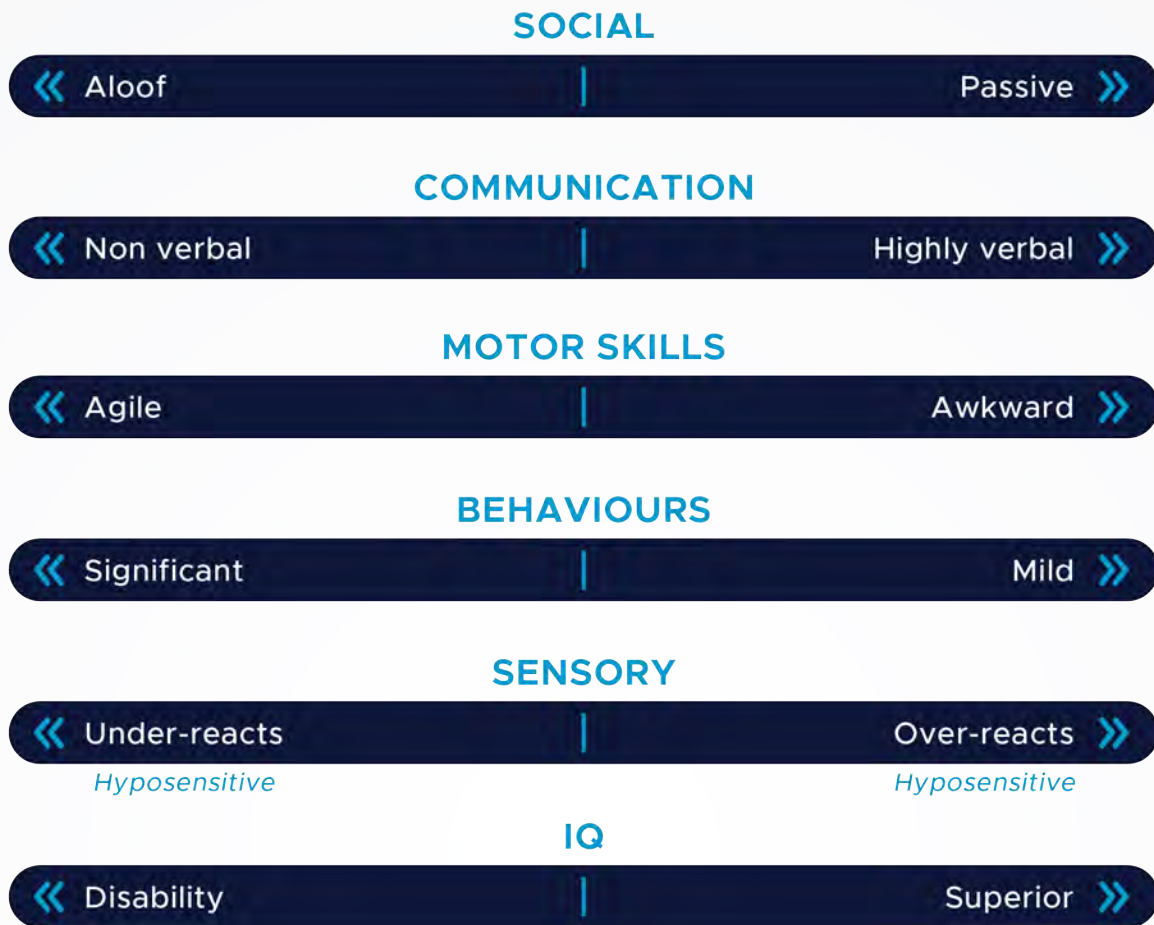 SOCIAL
Aloof Passive
COMMUNICATION
Non verbal Highly verbal
MOTOR SKILLS
Agile Awkward
BEHAVIOURS
Significant Mild
SENSORY
Under-reacts Over-reacts
Hyposensitive Hyposensitive
IQ
Disability Superior